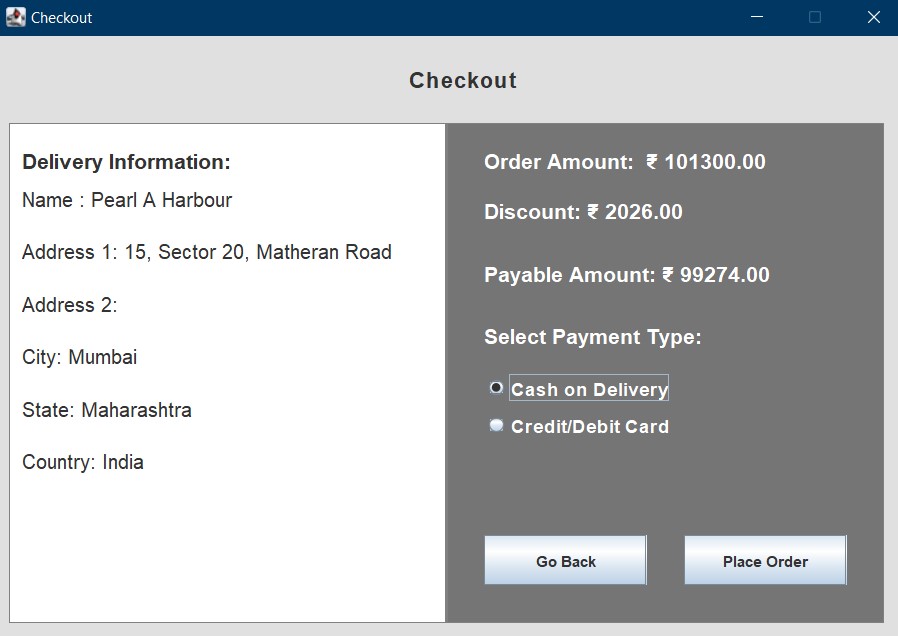 Checkout
Checkout
Delivery Information:
Name : Pearl A Harbour
Address 1: 15, Sector 20, Matheran Road
Address 2:
City: Mumbai
State: Maharashtra
Country: India
Order Amount:  ₹ 101300.00
Discount: ₹ 2026.00
Payable Amount: ₹ 99274.00
Select Payment Type:
Cash on Delivery
Credit/Debit Card
Go Back
Place Order